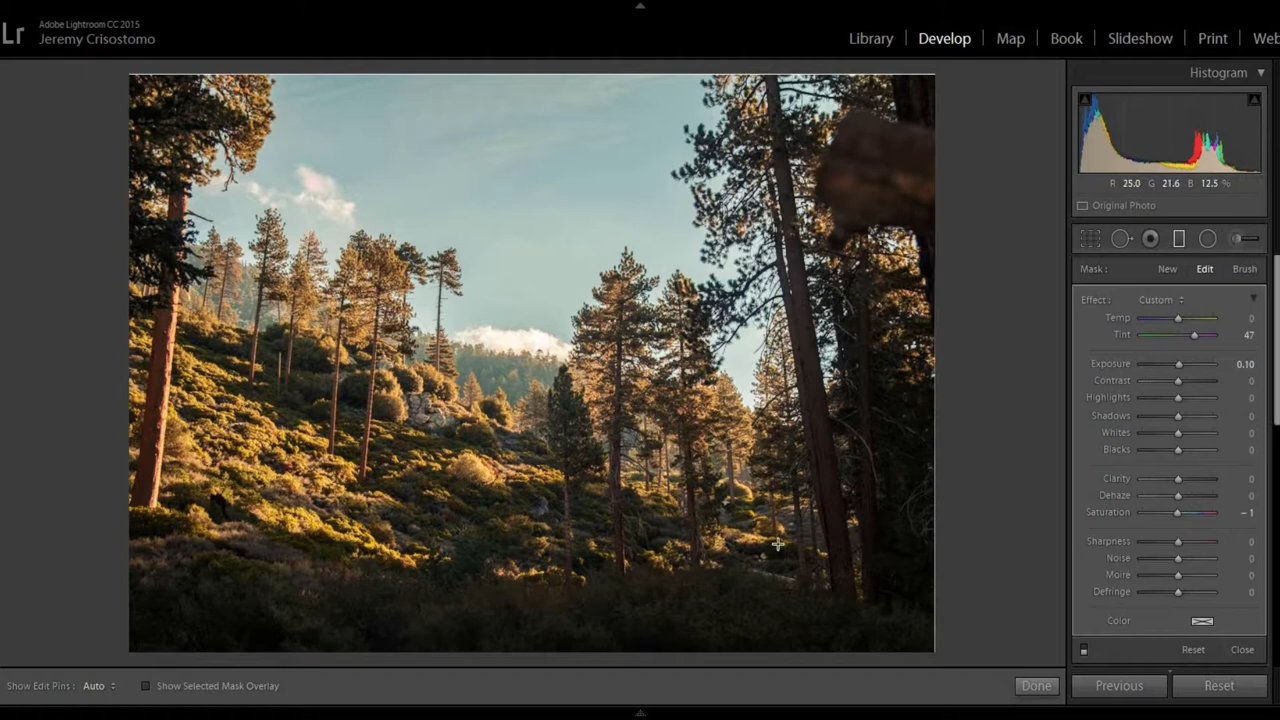 Lr
Adobe Lightroom CC 2015
Jeremy Crisostomo
Library Develop Map Book Slideshow Print Web
Histogram
R 25.0 G 21.6 B 12.5 %
Original Photo
Mask : New Edit Brush
Effect : Custom
Temp 0
Tint 47
Exposure 0.10
Contrast 0
Highlights 0
Shadows 0
Whites 0
Blacks 0
Clarity 0
Dehaze 0
Saturation – 1
Sharpness 0
Noise 0
Moire 0
Defringe 0
Color
Reset Close
Show Edit Pins : Auto Show Selected Mask Overlay Done
Previous Reset